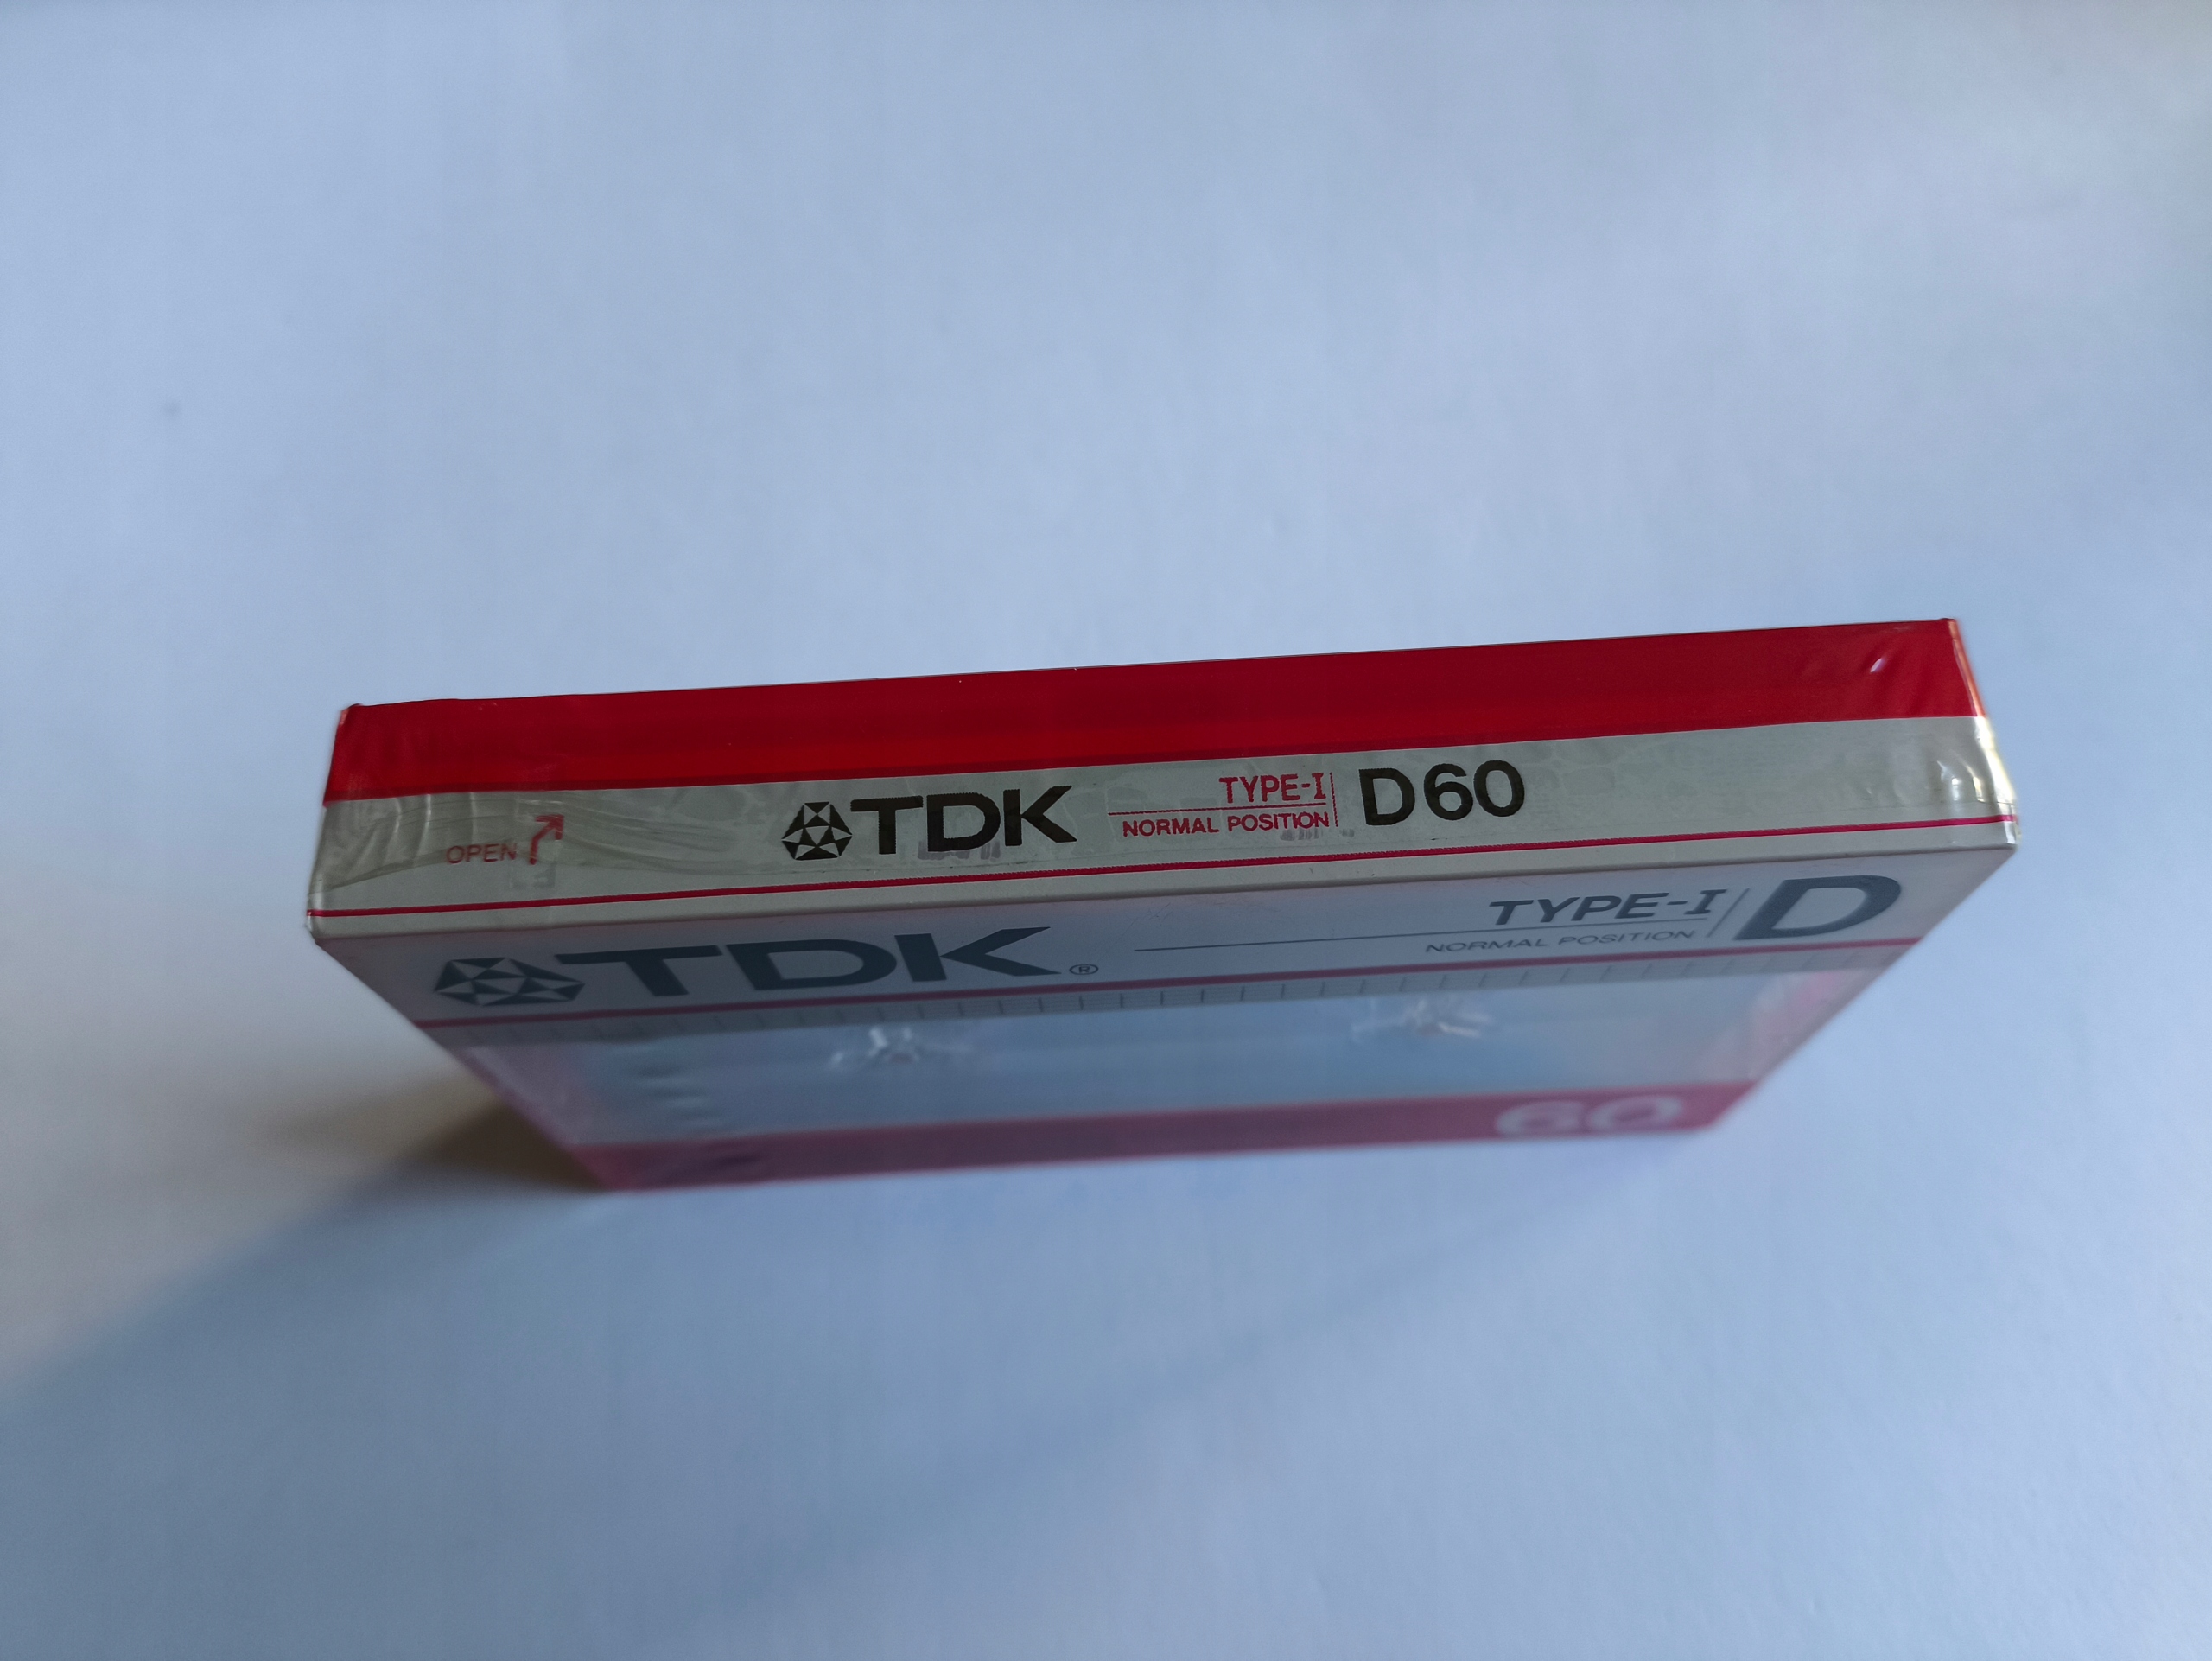 OPEN
TDK TYPE-I D60
NORMAL POSITION
TDK® TYPE-I D
NORMAL POSITION
60